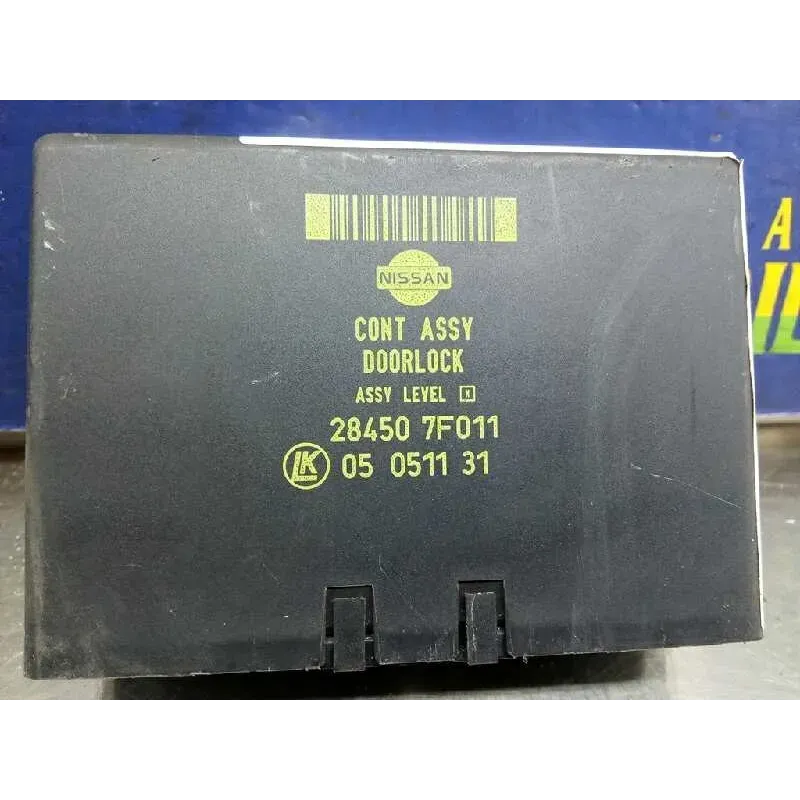 NISSAN
CONT ASSY
DOORLOCK
ASSY LEVEL
28450 7F011
LK 05 0511 31
A